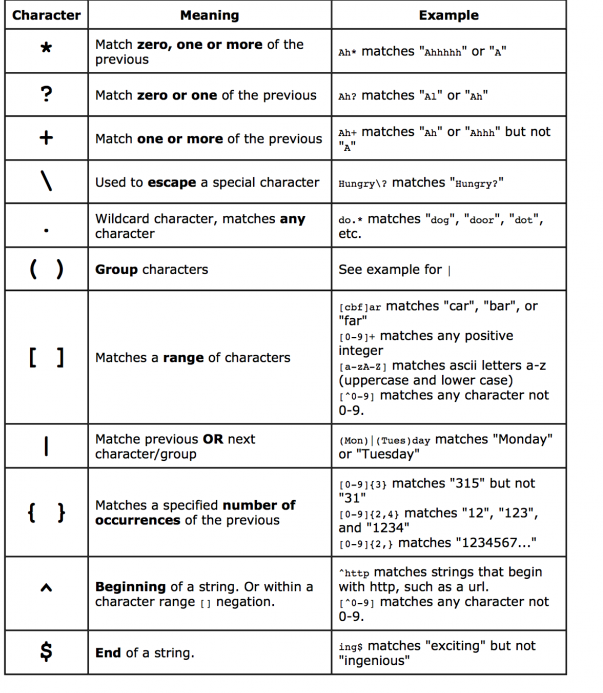 Character Meaning Example
* Match zero, one or more of the
previous
Ah* matches "Ahhhhh" or "A"
? Match zero or one of the previous Ah? matches "Al" or "Ah"
+ Match one or more of the previous Ah+ matches "Ah" or "Ahhh" but not
"A"
\ Used to escape a special character Hungry\? matches "Hungry?"
. Wildcard character, matches any
character
do.* matches "dog", "door", "dot",
etc.
( ) Group characters See example for |
[ ] Matches a range of characters
[cbf]ar matches "car", "bar", or
"far"
[0-9]+ matches any positive
integer
[a-zA-Z] matches ascii letters a-z
(uppercase and lower case)
[^0-9] matches any character not
0-9.
| Matche previous OR next
character/group
(Mon)|(Tues)day matches "Monday"
or "Tuesday"
{ } Matches a specified number of
occurrences of the previous
[0-9]{3} matches "315" but not
"31"
[0-9]{2,4} matches "12", "123",
and "1234"
[0-9]{2,} matches "1234567..."
^ Beginning of a string. Or within a
character range [] negation.
^http matches strings that begin
with http, such as a url.
[^0-9] matches any character not
0-9.
$ End of a string.
ing$ matches "exciting" but not
"ingenious"